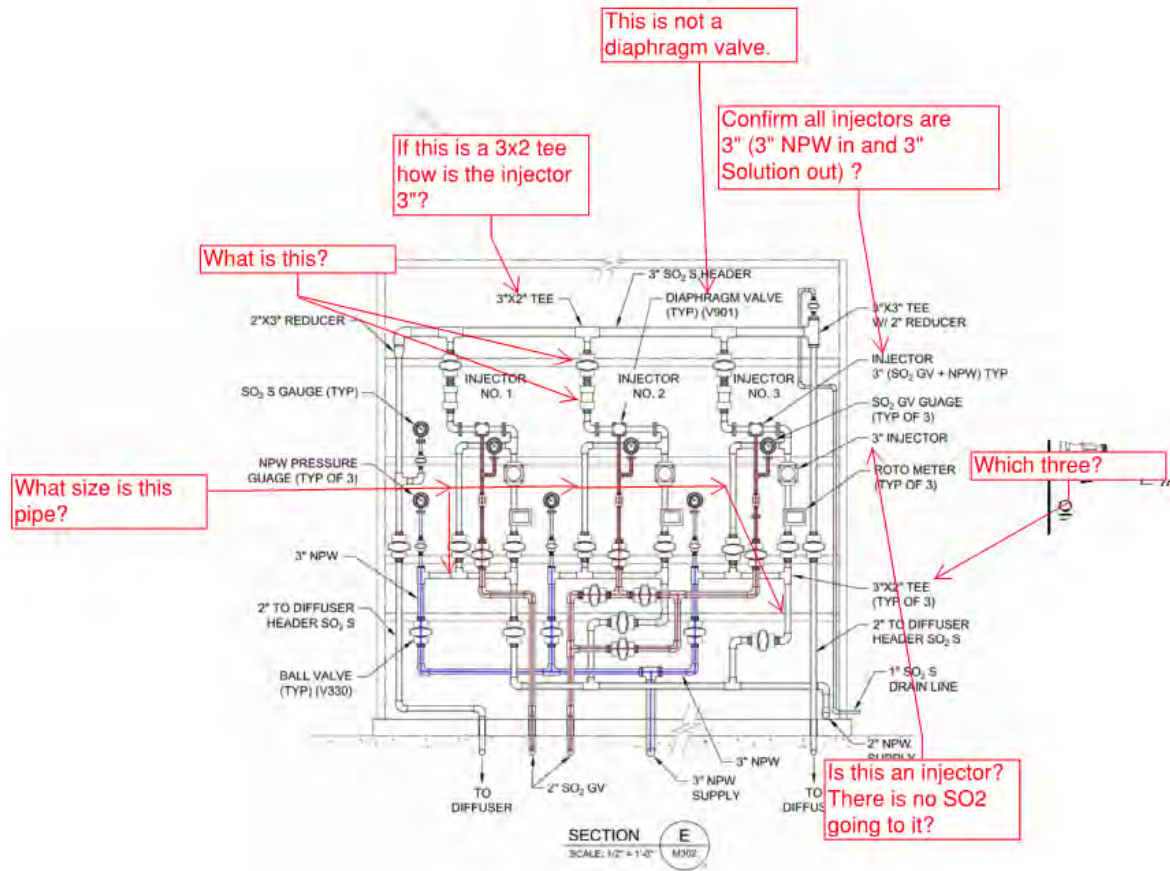 This is not a
diaphragm valve.
Confirm all injectors are
3" (3" NPW in and 3"
Solution out) ?
If this is a 3x2 tee
how is the injector
3"?
What is this?
3" SO2 S HEADER
3"X2" TEE
DIAPHRAGM VALVE
(TYP) (V901)
3"X3" TEE
W/ 2" REDUCER
2"X3" REDUCER
INJECTOR
3" (SO2 GV + NPW) TYP
INJECTOR
NO. 1
INJECTOR
NO. 2
INJECTOR
NO. 3
SO2 S GAUGE (TYP)
SO2 GV GUAGE
(TYP OF 3)
3" INJECTOR
NPW PRESSURE
GUAGE (TYP OF 3)
ROTO METER
(TYP OF 3)
Which three?
What size is this
pipe?
3" NPW
3"X2" TEE
(TYP OF 3)
2" TO DIFFUSER
HEADER SO2 S
2" TO DIFFUSER
HEADER SO2 S
BALL VALVE
(TYP) (V330)
1" SO2 S
DRAIN LINE
2" NPW
3" NPW
Is this an injector?
There is no SO2
going to it?
TO
DIFFUSER
2" SO2 GV
3" NPW
SUPPLY
TO
SECTION E
SCALE: 1/2" = 1'-0" M302